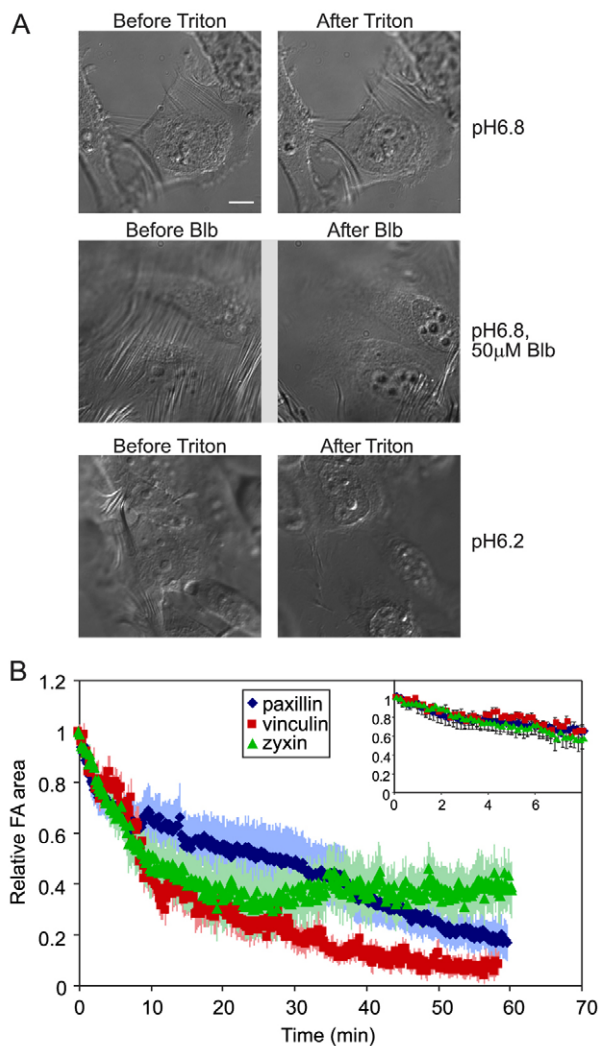 A
Before Triton
After Triton
pH6.8
Before Blb
After Blb
pH6.8,
50μM Blb
Before Triton
After Triton
pH6.2
B
1.2
1
0.8
0.6
0.4
0.2
0
Relative FA area
paxillin
vinculin
zyxin
1
0.8
0.6
0.4
0.2
0
0 2 4 6
0 10 20 30 40 50 60 70
Time (min)